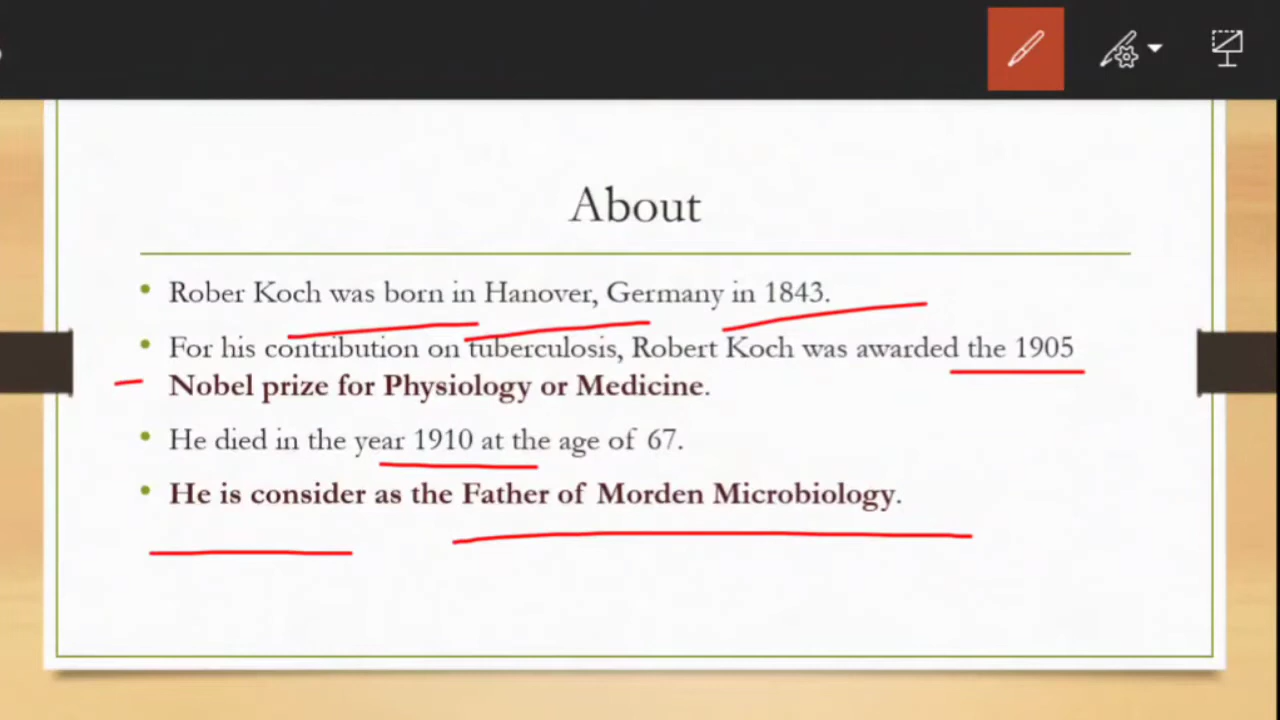 About
Rober Koch was born in Hanover, Germany in 1843.
For his contribution on tuberculosis, Robert Koch was awarded the 1905
Nobel prize for Physiology or Medicine.
He died in the year 1910 at the age of 67.
He is consider as the Father of Morden Microbiology.